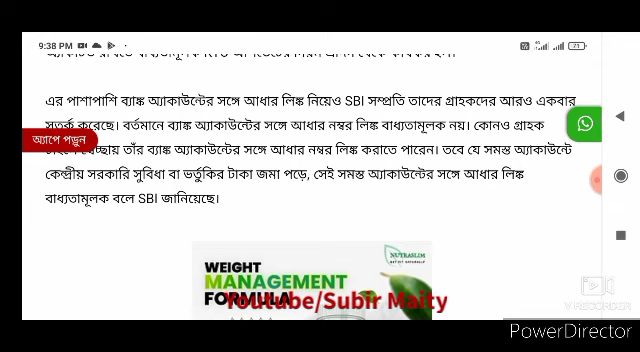 9:38 PM
71
এর পাশাপাশি ব্যাঙ্ক অ্যাকাউন্টের সঙ্গে আধার লিঙ্ক নিয়েও SBI সম্প্রতি তাদের গ্রাহকদের আরও একবার
সতর্ক করেছে। বর্তমানে ব্যাঙ্ক অ্যাকাউন্টের সঙ্গে আধার নম্বর লিঙ্ক বাধ্যতামূলক নয়। কোনও গ্রাহক
অ্যাপে পড়ুন
তাঁর ব্যাঙ্ক অ্যাকাউন্টের সঙ্গে আধার নম্বর লিঙ্ক করাতে পারেন। তবে যে সমস্ত অ্যাকাউন্টে
কেন্দ্রীয় সরকারি সুবিধা বা ভর্তুকির টাকা জমা পড়ে, সেই সমস্ত অ্যাকাউন্টের সঙ্গে আধার লিঙ্ক
বাধ্যতামূলক বলে SBI জানিয়েছে।
NUTRASLIM
WEIGHT
MANAGEMENT
FORMULA
Youtube/Subir Maity
V RECORDER
PowerDirector